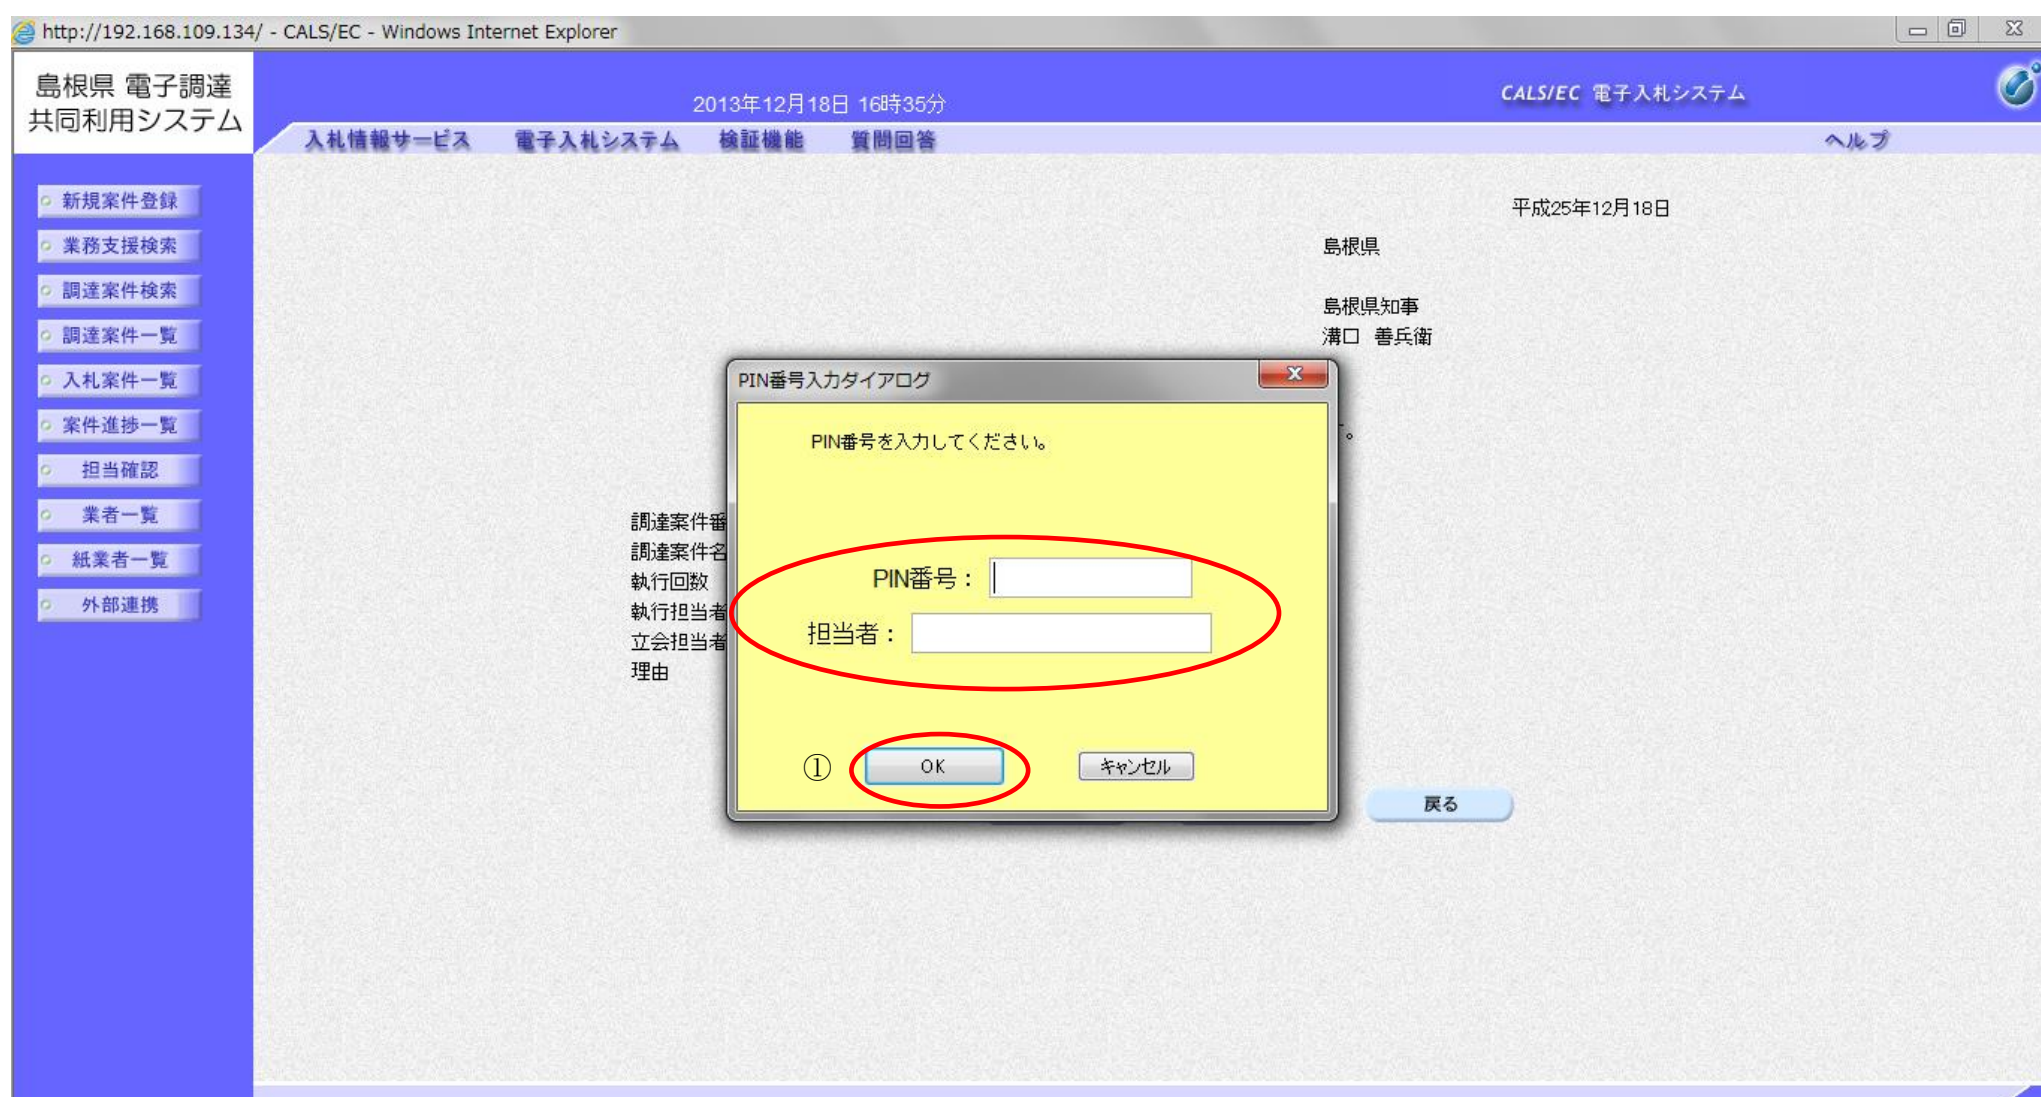 http://192.168.109.134/ - CALS/EC - Windows Internet Explorer
島根県 電子調達
共同利用システム
2013年12月18日 16時35分
CALS/EC 電子入札システム
入札情報サービス 電子入札システム 検証機能 質問回答 ヘルプ
新規案件登録
業務支援検索
調達案件検索
調達案件一覧
入札案件一覧
案件進捗一覧
担当確認
業者一覧
紙業者一覧
外部連携
平成25年12月18日
島根県
島根県知事
溝口 善兵衛
。
調達案件番
調達案件名
執行回数
執行担当者
立会担当者
理由
PIN番号入力ダイアログ
PIN番号を入力してください。
PIN番号：
担当者：
① OK キャンセル
戻る